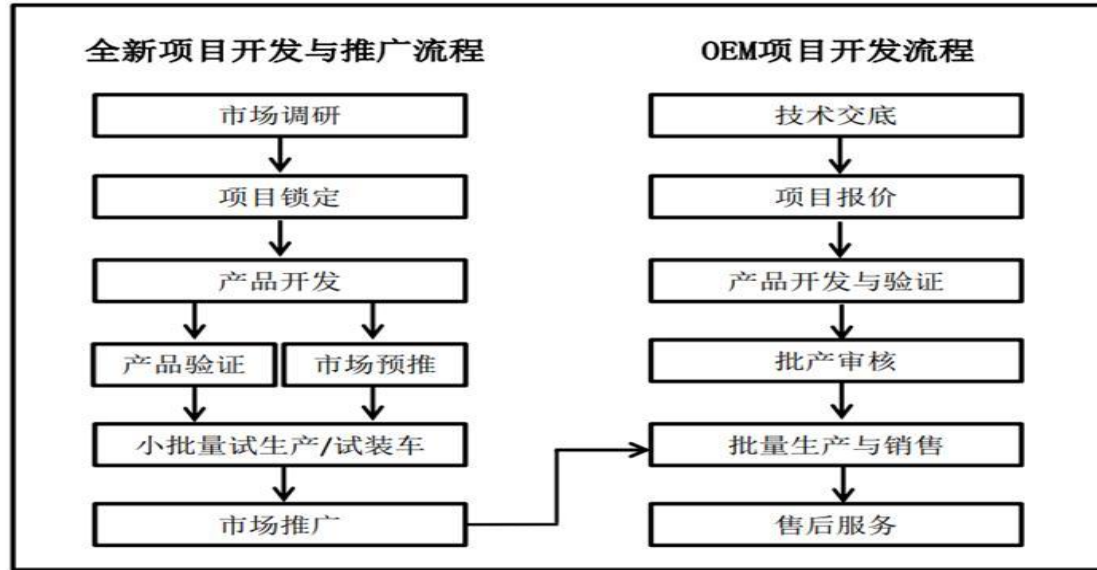 全新项目开发与推广流程
市场调研
项目锁定
产品开发
产品验证
市场预推
小批量试生产/试装车
市场推广
OEM项目开发流程
技术交底
项目报价
产品开发与验证
批产审核
批量生产与销售
售后服务